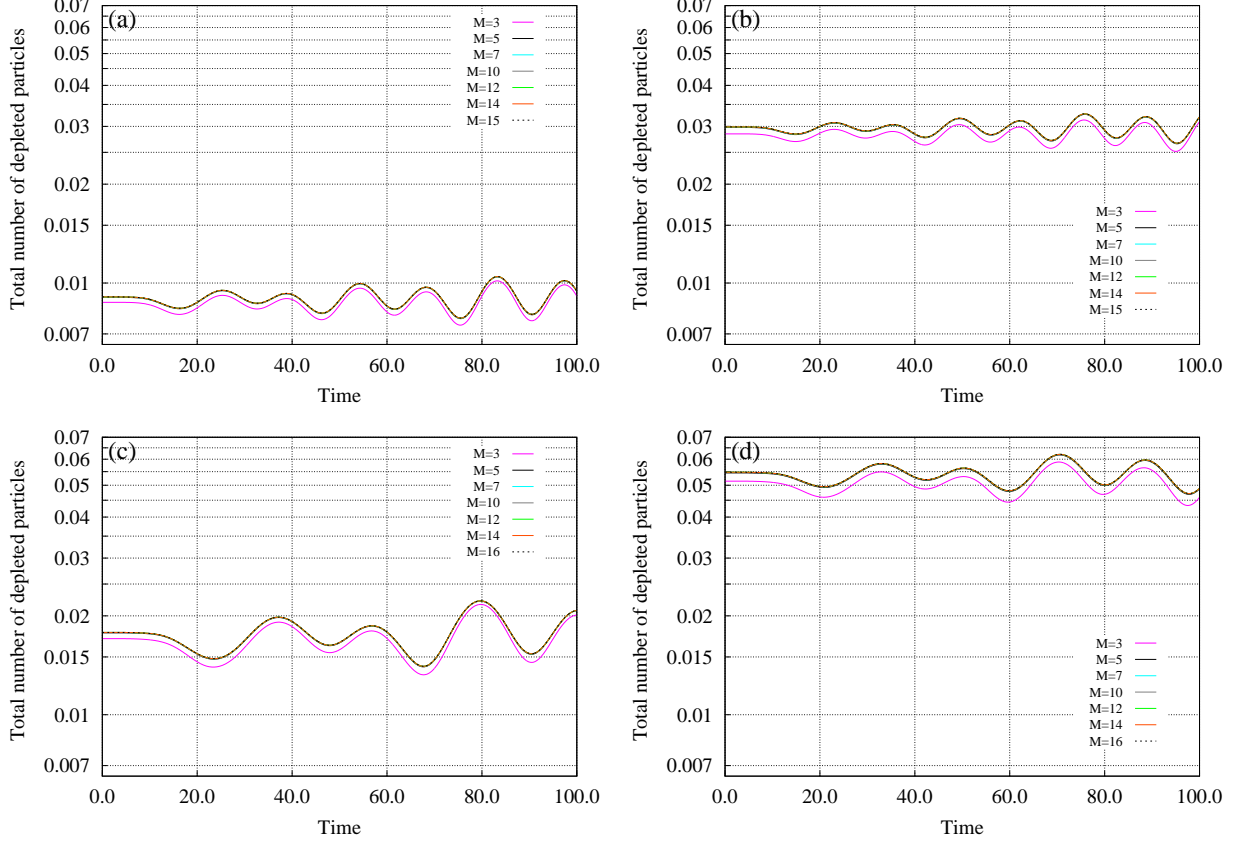 (a)
Total number of depleted particles
0.07
0.05
0.04
0.03
0.02
0.015
0.01
0.007
M=3
M=5
M=7
M=10
M=12
M=14
M=15
0.0 20.0 40.0 60.0 80.0 100.0
Time
(b)
Total number of depleted particles
0.07
0.05
0.04
0.03
0.02
0.015
0.01
0.007
M=3
M=5
M=7
M=10
M=12
M=14
M=15
0.0 20.0 40.0 60.0 80.0 100.0
Time
(c)
Total number of depleted particles
0.07
0.06
0.05
0.04
0.03
0.02
0.015
0.01
0.007
M=3
M=5
M=7
M=10
M=12
M=14
M=16
0.0 20.0 40.0 60.0 80.0 100.0
Time
(d)
Total number of depleted particles
0.07
0.06
0.05
0.04
0.03
0.02
0.015
0.01
0.007
M=3
M=5
M=7
M=10
M=12
M=14
M=16
0.0 20.0 40.0 60.0 80.0 100.0
Time